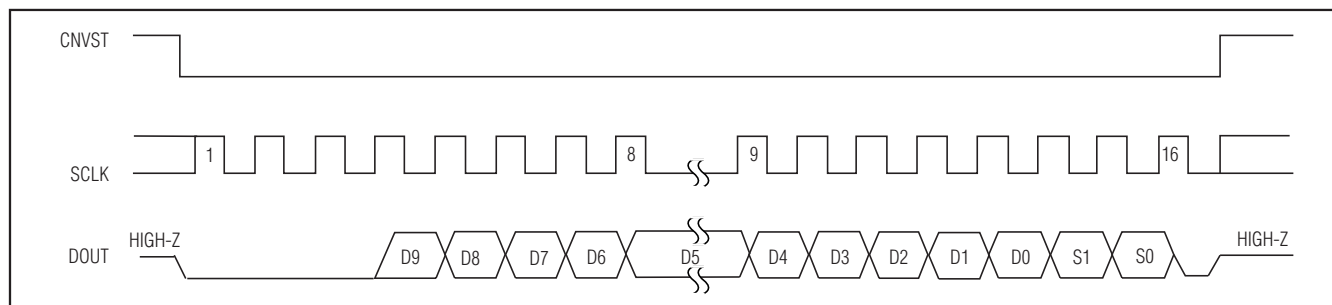 CNVST
SCLK
1
8
9
16
DOUT
HIGH-Z
D9
D8
D7
D6
D5
D4
D3
D2
D1
D0
S1
S0
HIGH-Z